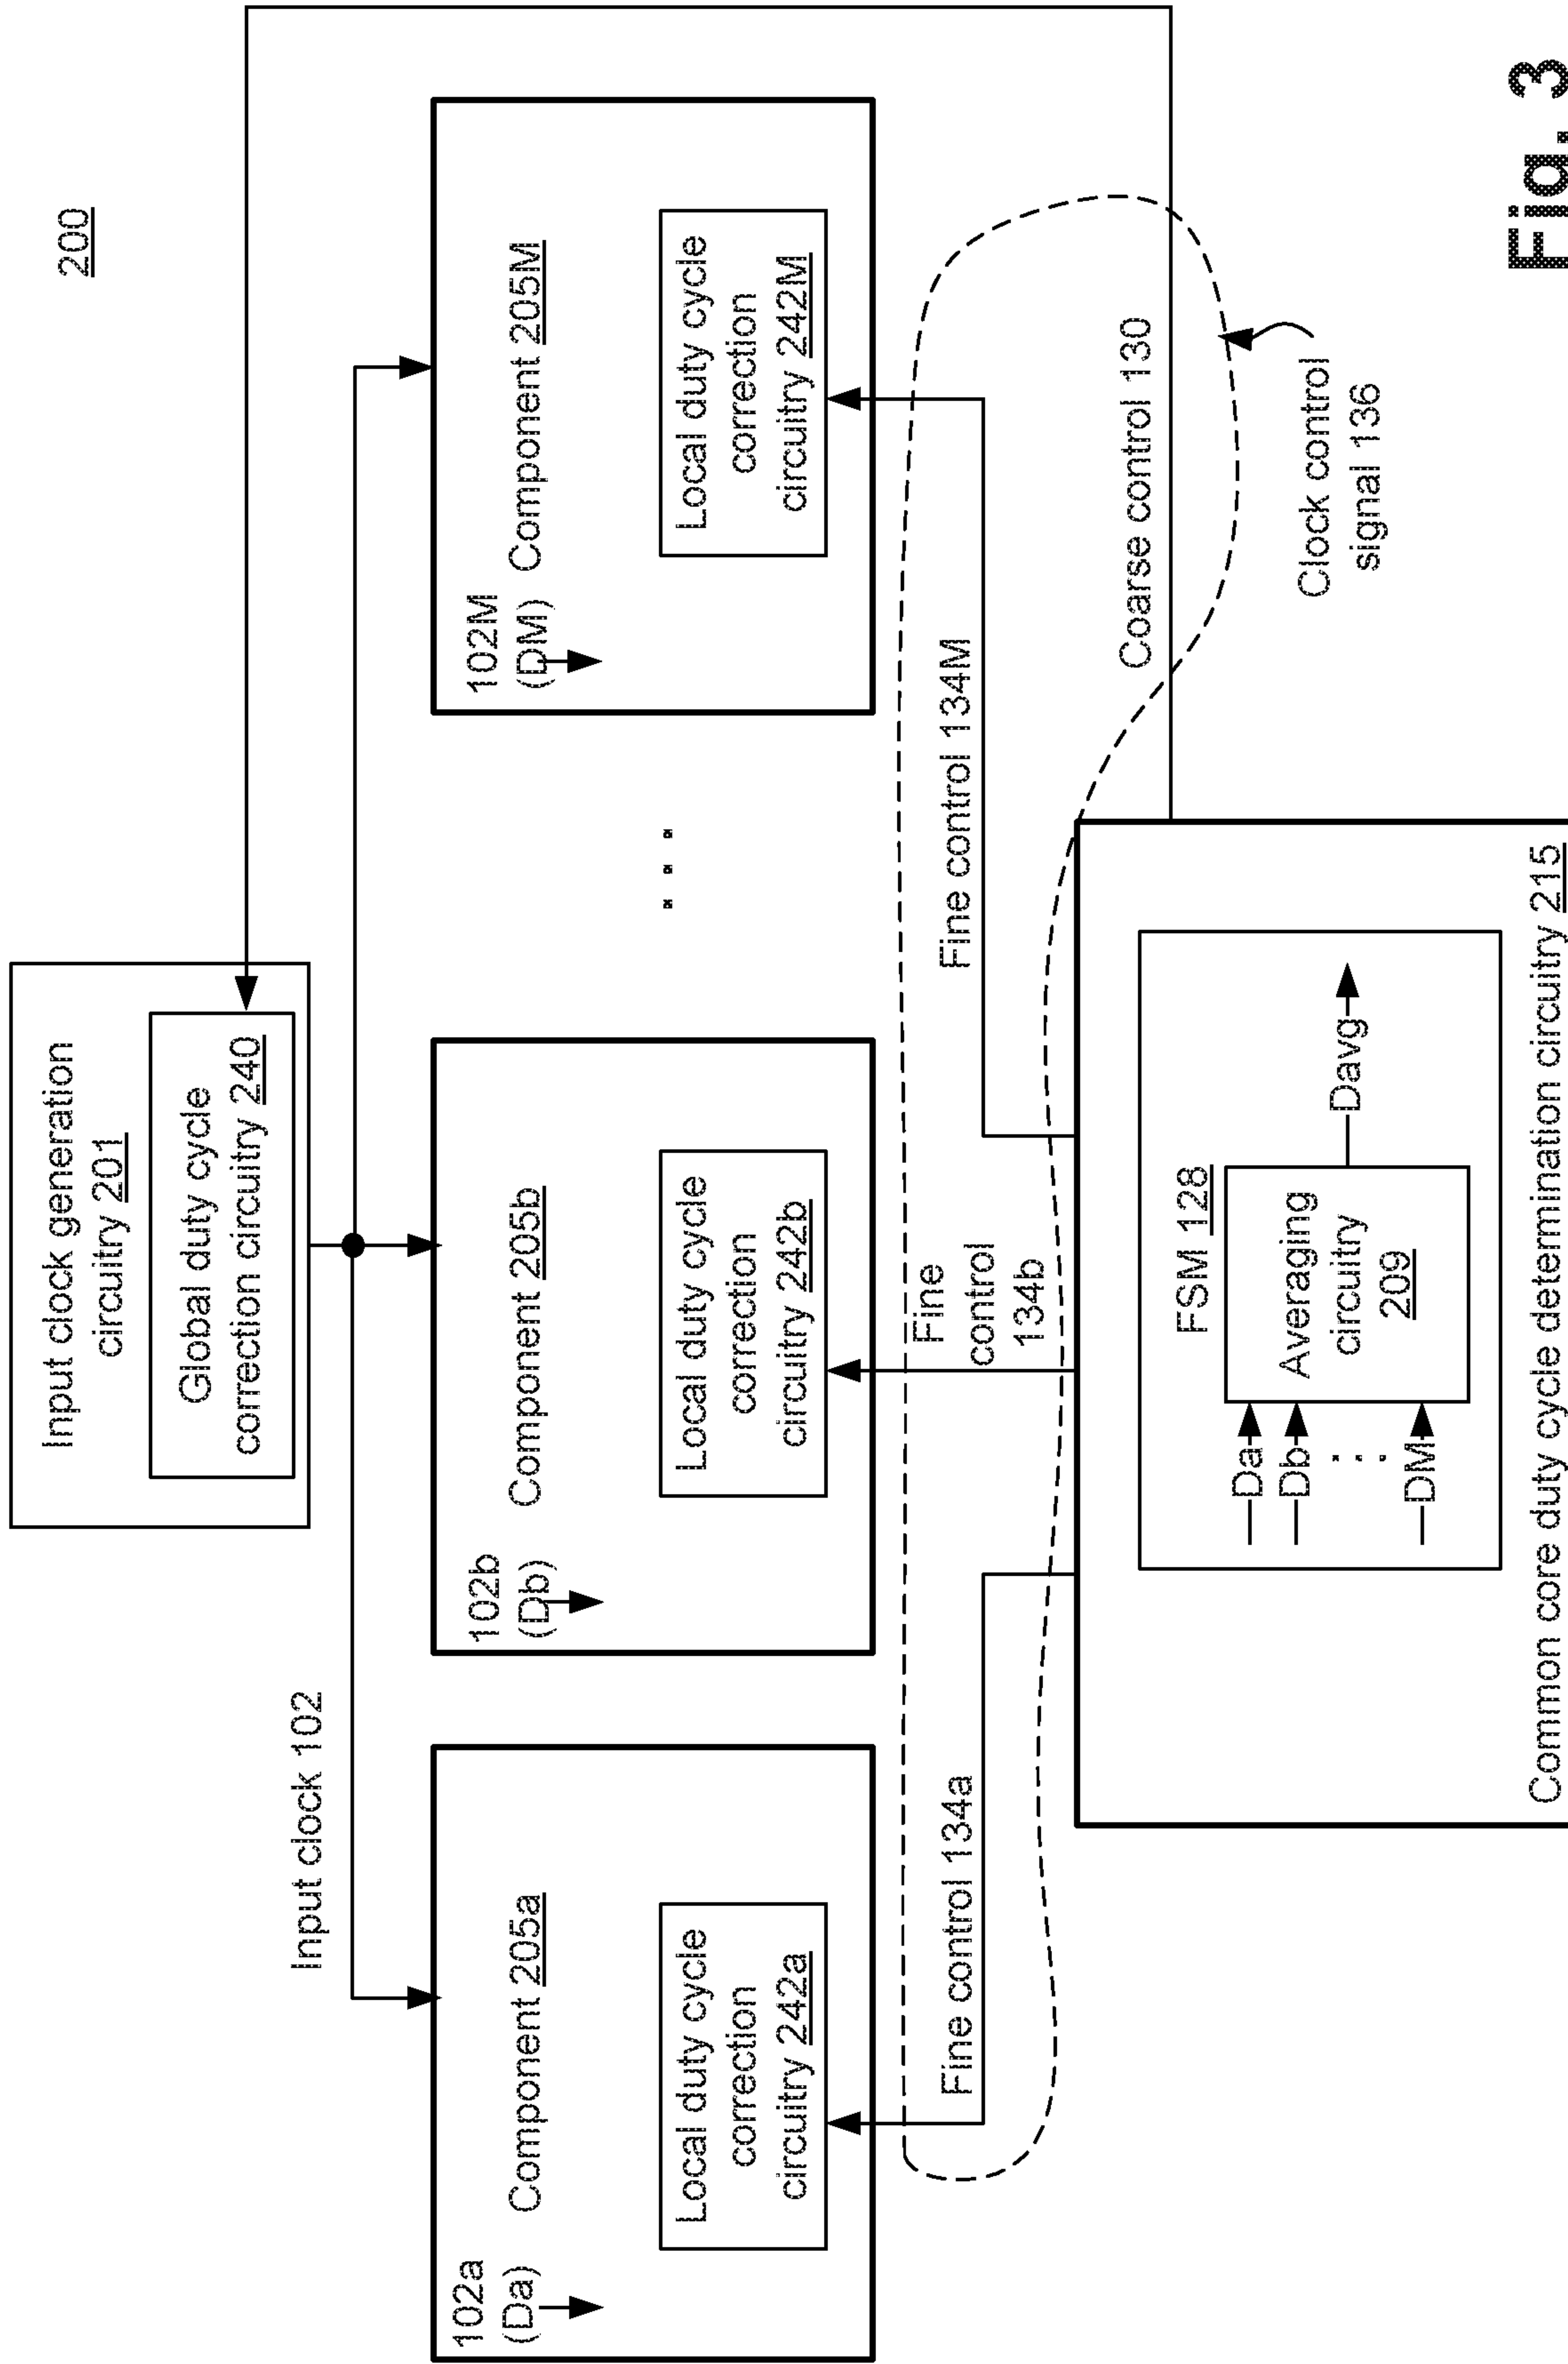 200
Input clock generation
circuitry 201
Global duty cycle
correction circuitry 240
Input clock 102
102a
(Da)
Component 205a
Local duty cycle
correction
circuitry 242a
102b
(Db)
Component 205b
Local duty cycle
correction
circuitry 242b
. . .
102M
(DM)
Component 205M
Local duty cycle
correction
circuitry 242M
Fine control 134a
Fine
control
134b
Fine control 134M
Coarse control 130
Clock control
signal 136
FSM 128
Da
Db
. . .
DM
Averaging
circuitry
209
Davg
Common core duty cycle determination circuitry 215
Fig. 3